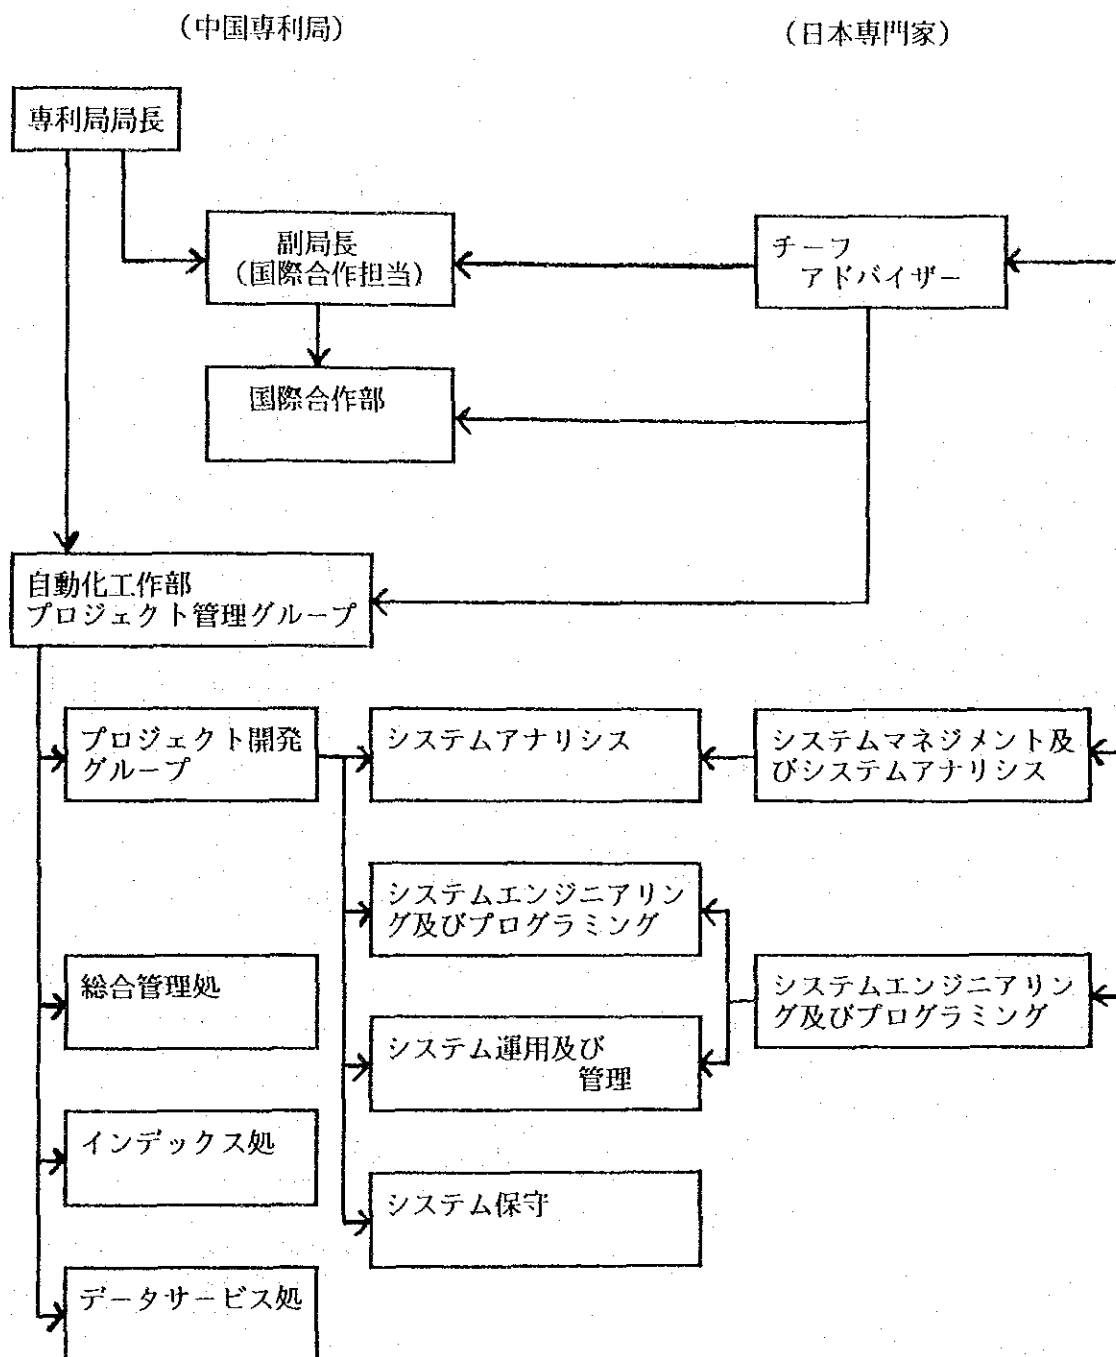 （中国専利局）
（日本専門家）
専利局局長
副局長
（国際合作担当）
チーフ
アドバイザー
国際合作部
自動化工作部
プロジェクト管理グループ
プロジェクト開発
グループ
システムアナリシス
システムマネジメント及
びシステムアナリシス
システムエンジニアリン
グ及びプログラミング
総合管理処
システムエンジニアリン
グ及びプログラミング
システム運用及び
管理
インデックス処
システム保守
データサービス処